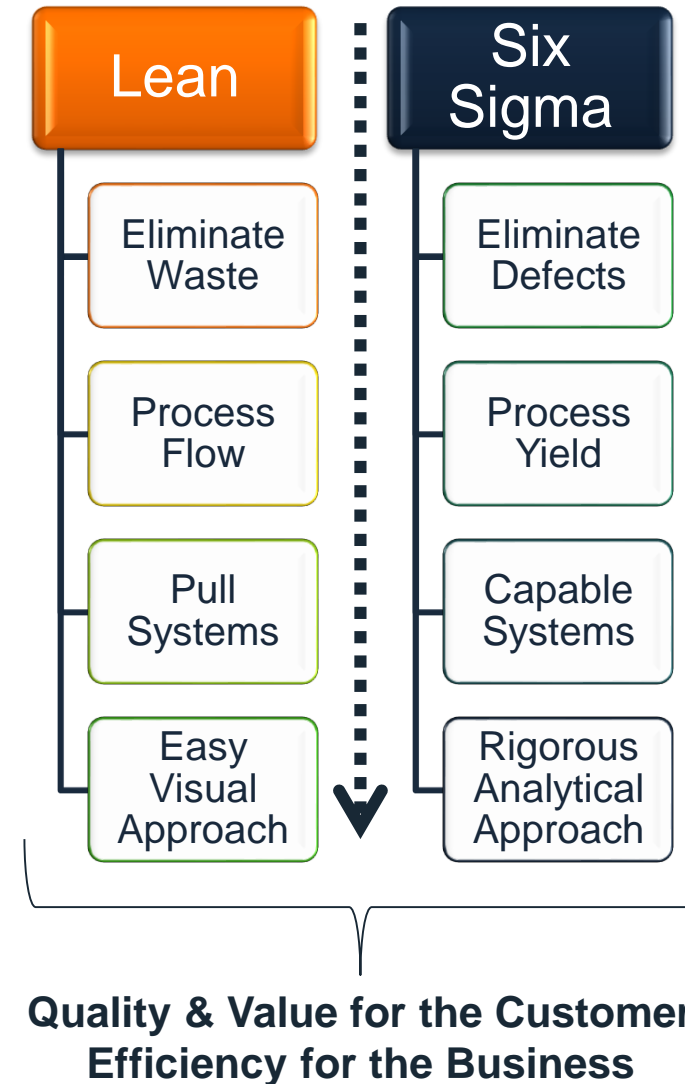 Lean
Eliminate
Waste
Process
Flow
Pull
Systems
Easy
Visual
Approach
Six
Sigma
Eliminate
Defects
Process
Yield
Capable
Systems
Rigorous
Analytical
Approach
Quality & Value for the Customer
Efficiency for the Business